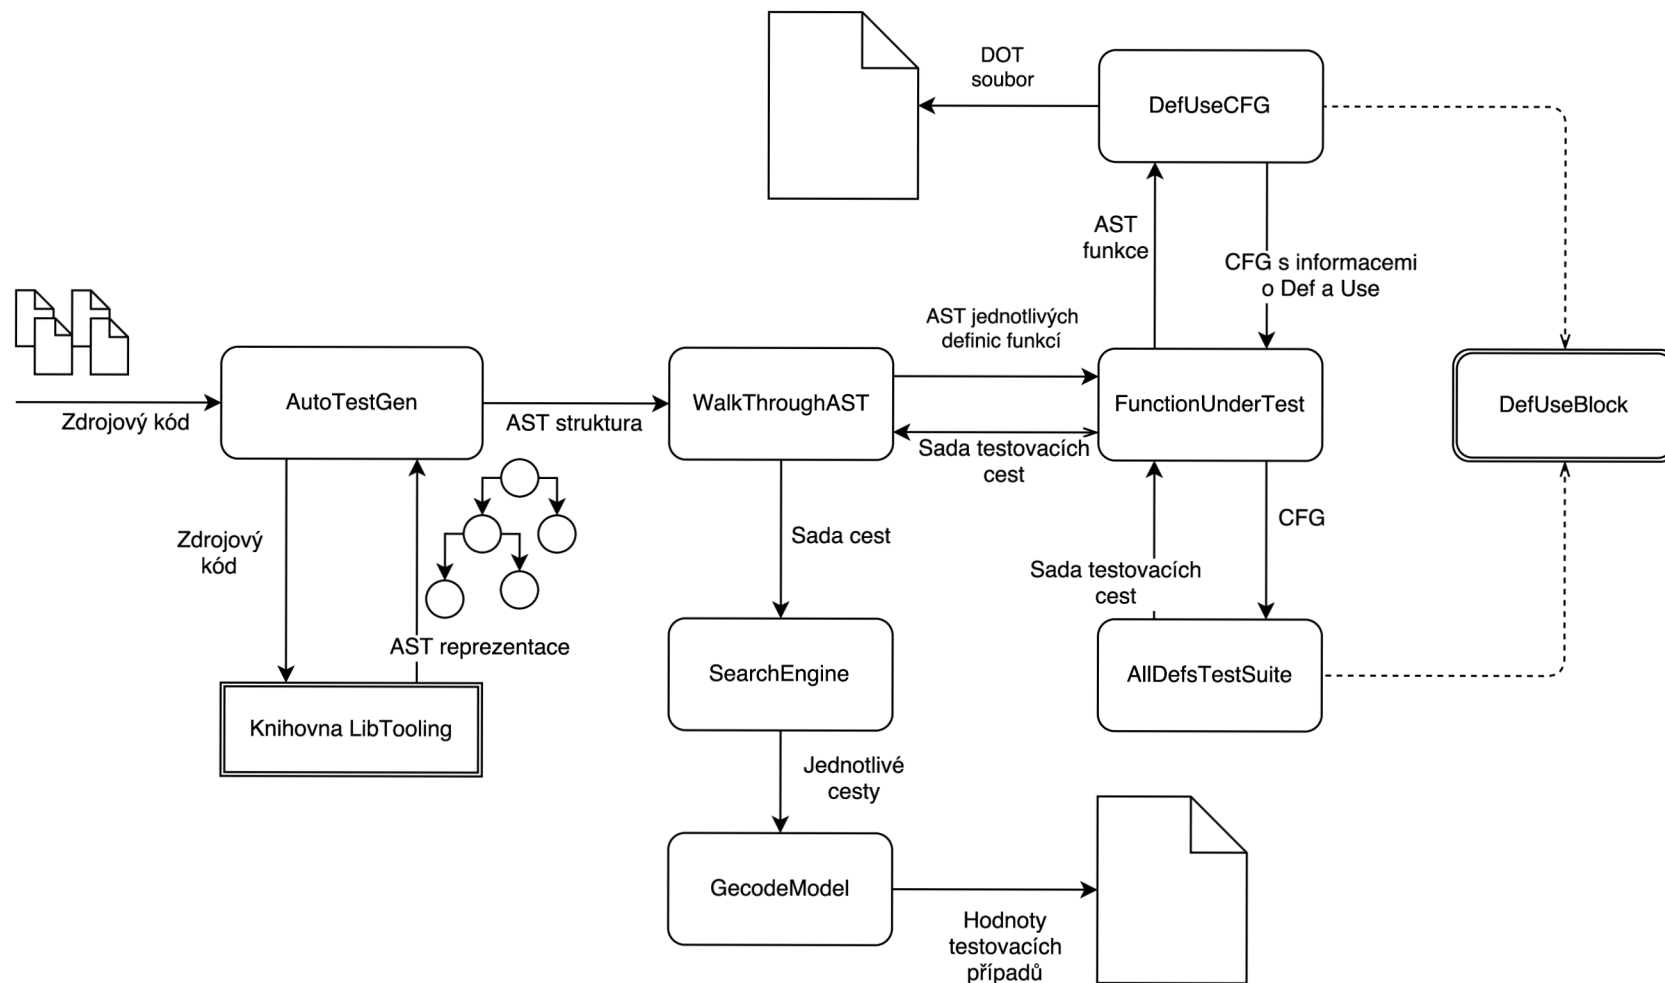 DOT
soubor
DefUseCFG
AST
funkce
CFG s informacemi
o Def a Use
AST jednotlivých
definic funkcí
AutoTestGen
WalkThroughAST
FunctionUnderTest
DefUseBlock
Zdrojový kód
AST struktura
Sada testovacích
cest
Zdrojový
kód
Sada cest
CFG
Sada testovacích
cest
AST reprezentace
SearchEngine
AllDefsTestSuite
Knihovna LibTooling
Jednotlivé
cesty
GecodeModel
Hodnoty
testovacích
případů